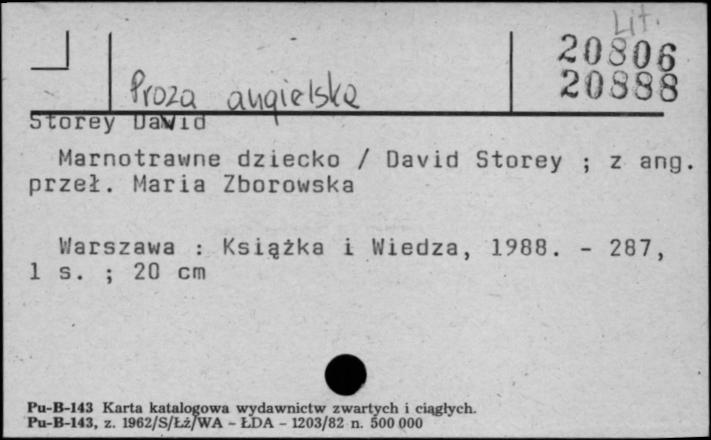 Lit.
20806
20888
Proza angielska
Storey David
Marnotrawne dziecko / David Storey ; z ang.
przeł. Maria Zborowska
Warszawa : Książka i Wiedza, 1988. - 287,
1 s. ; 20 cm
Pu-B-143 Karta katalogowa wydawnictw zwartych i ciągłych.
Pu-B-143, z. 1962/S/Łź/WA - ŁDA - 1203/82 n. 500 000